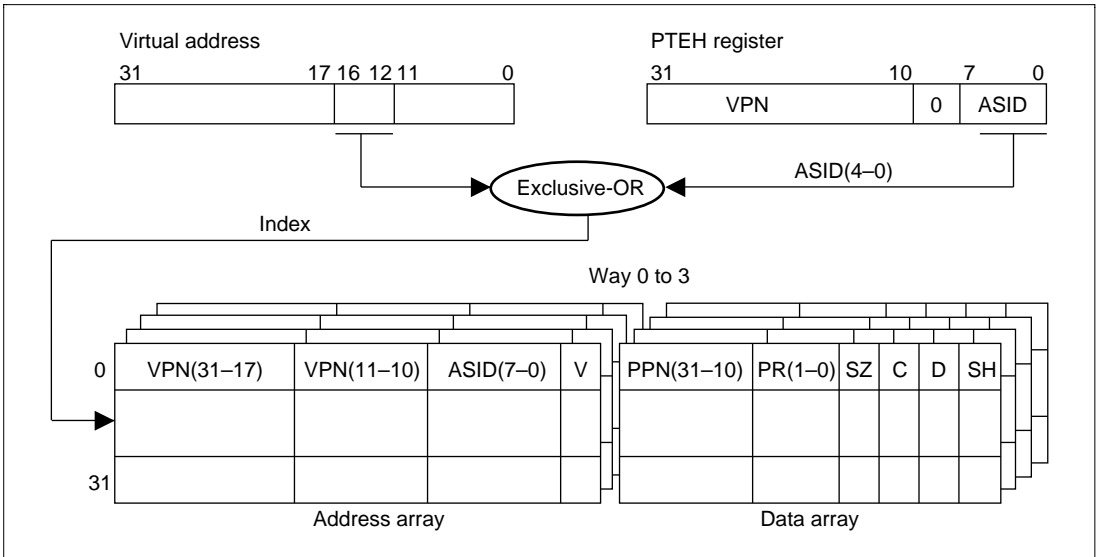 Virtual address
PTEH register
31 17 16 12 11 0
31 10 7 0
VPN 0 ASID
ASID(4–0)
Exclusive-OR
Index
Way 0 to 3
0 VPN(31–17) VPN(11–10) ASID(7–0) V PPN(31–10) PR(1–0) SZ C D SH
31
Address array
Data array